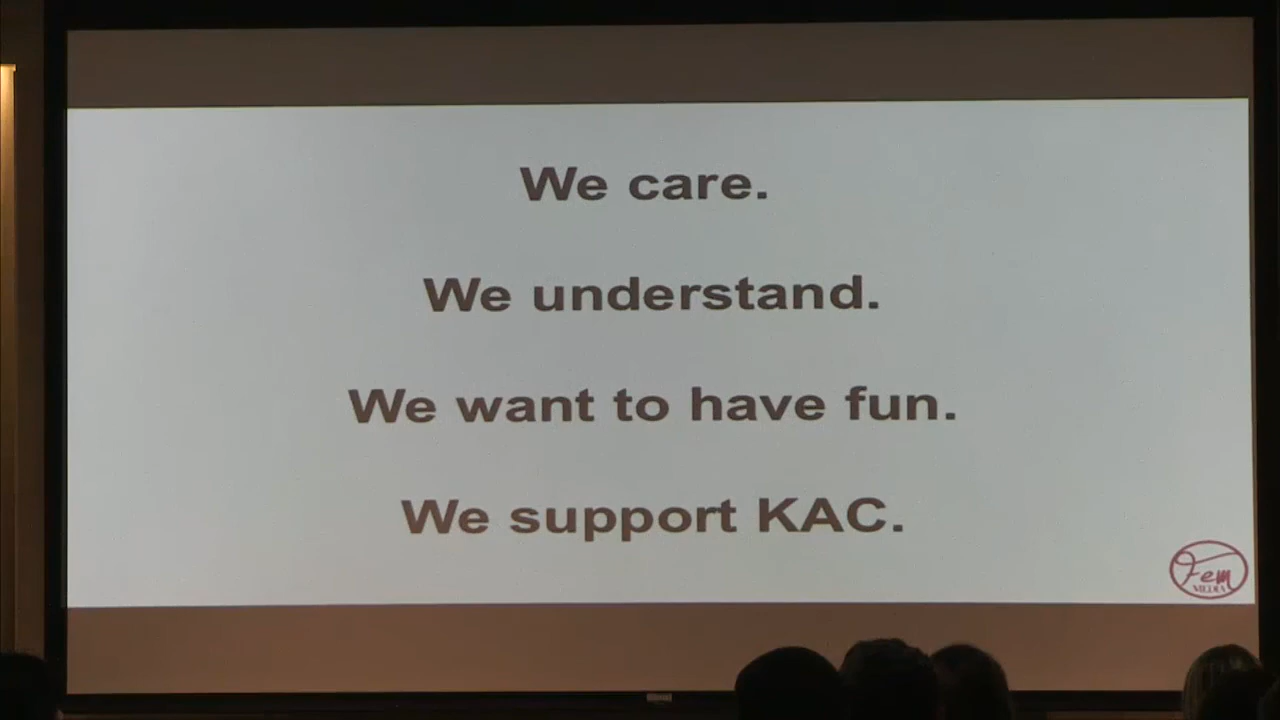 We care.
We understand.
We want to have fun.
We support KAC.
Fem
MEDIA